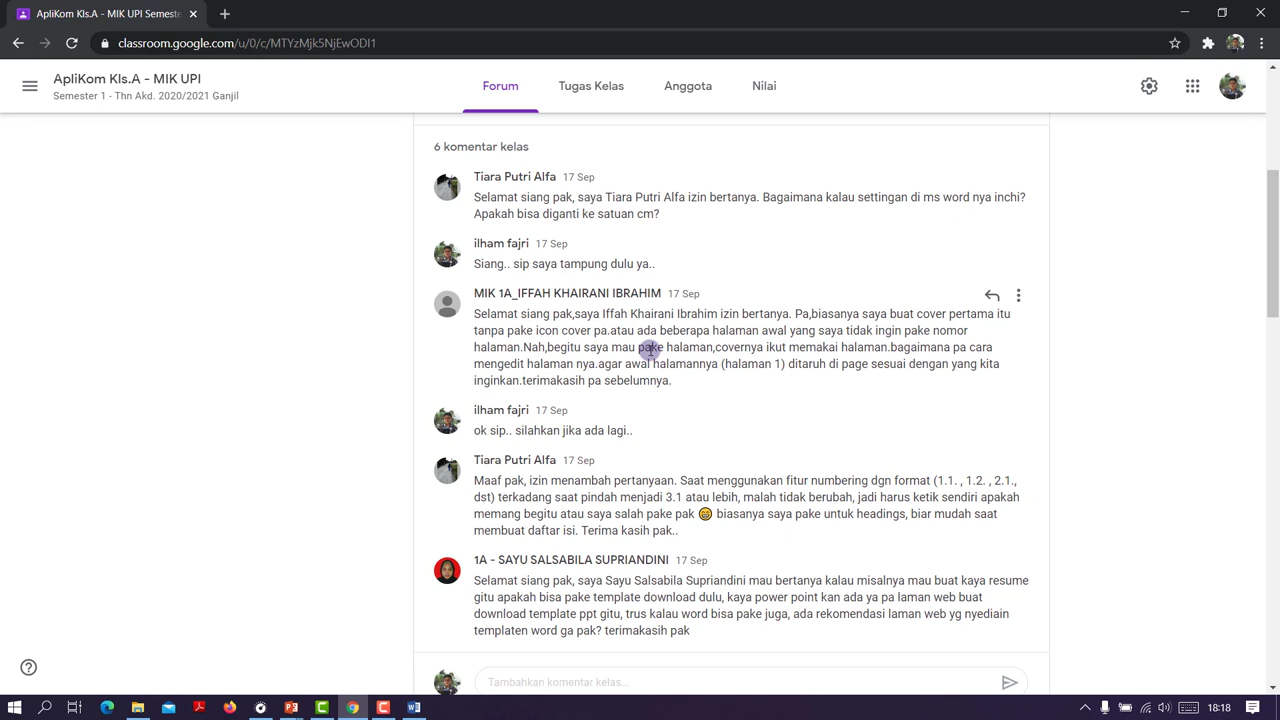 ApliKom Kls.A - MIK UPI Semeste
classroom.google.com/u/0/c/MTYzMjk5NjEwODI1
ApliKom Kls.A - MIK UPI
Semester 1 - Thn Akd. 2020/2021 Ganjil
Forum
Tugas Kelas
Anggota
Nilai
6 komentar kelas
Tiara Putri Alfa 17 Sep
Selamat siang pak, saya Tiara Putri Alfa izin bertanya. Bagaimana kalau settingan di ms word nya inchi?
Apakah bisa diganti ke satuan cm?
ilham fajri 17 Sep
Siang.. sip saya tampung dulu ya..
MIK 1A_IFFAH KHAIRANI IBRAHIM 17 Sep
Selamat siang pak,saya Iffah Khairani Ibrahim izin bertanya. Pa,biasanya saya buat cover pertama itu
tanpa pake icon cover pa.atau ada beberapa halaman awal yang saya tidak ingin pake nomor
halaman.Nah,begitu saya mau pake halaman,covernya ikut memakai halaman.bagaimana pa cara
mengedit halaman nya.agar awal halamannya (halaman 1) ditaruh di page sesuai dengan yang kita
inginkan.terimakasih pa sebelumnya.
ilham fajri 17 Sep
ok sip.. silahkan jika ada lagi..
Tiara Putri Alfa 17 Sep
Maaf pak, izin menambah pertanyaan. Saat menggunakan fitur numbering dgn format (1.1. , 1.2. , 2.1.,
dst) terkadang saat pindah menjadi 3.1 atau lebih, malah tidak berubah, jadi harus ketik sendiri apakah
memang begitu atau saya salah pake pak 😁 biasanya saya pake untuk headings, biar mudah saat
membuat daftar isi. Terima kasih pak..
1A - SAYU SALSABILA SUPRIANDINI 17 Sep
Selamat siang pak, saya Sayu Salsabila Supriandini mau bertanya kalau misalnya mau buat kaya resume
gitu apakah bisa pake template download dulu, kaya power point kan ada ya pa laman web buat
download template ppt gitu, trus kalau word bisa pake juga, ada rekomendasi laman web yg nyediain
templaten word ga pak? terimakasih pak
Tambahkan komentar kelas...
18:18